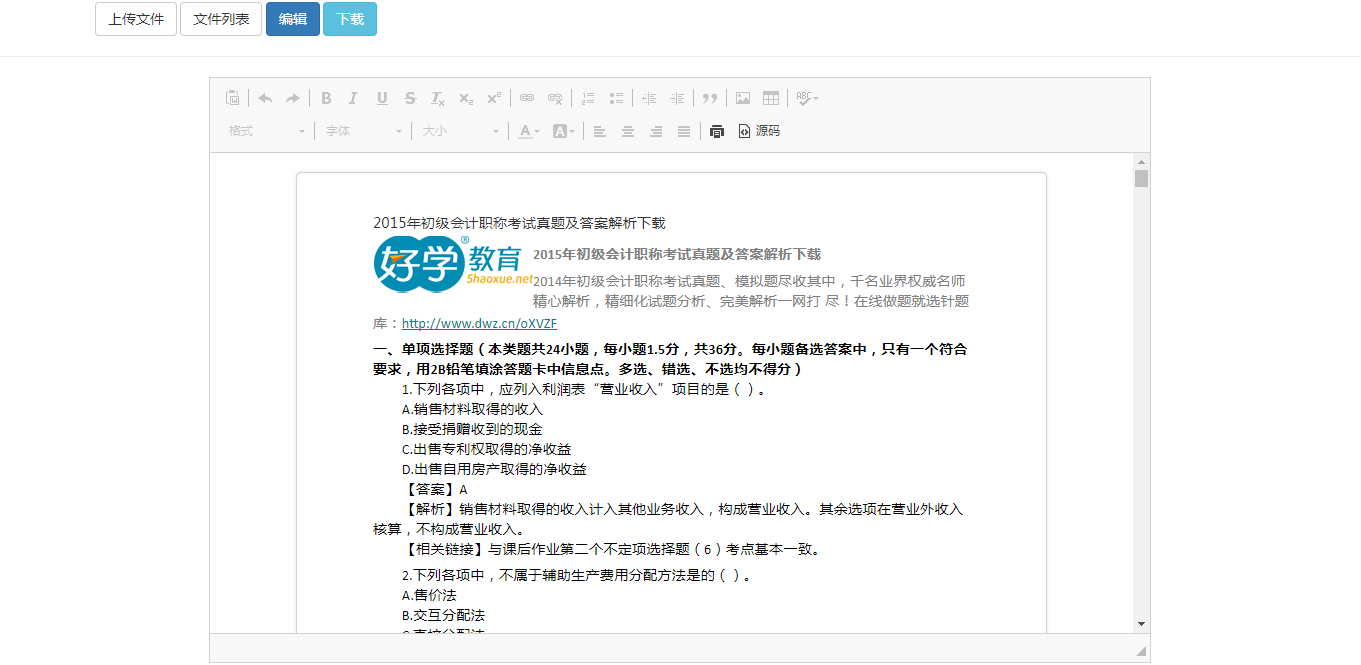 上传文件 文件列表 编辑 下载
B I U S Ix x₂ x² ABC
格式 字体 大小 A A 源码
2015年初级会计职称考试真题及答案解析下载
好学教育® 5haoxue.net
2015年初级会计职称考试真题及答案解析下载
2014年初级会计职称考试真题、模拟题尽收其中，千名业界权威名师
精心解析，精细化试题分析、完美解析一网打 尽！在线做题就选针题
库：http://www.dwz.cn/oXVZF
一、单项选择题（本类题共24小题，每小题1.5分，共36分。每小题备选答案中，只有一个符合
要求，用2B铅笔填涂答题卡中信息点。多选、错选、不选均不得分）
1.下列各项中，应列入利润表“营业收入”项目的是（ ）。
A.销售材料取得的收入
B.接受捐赠收到的现金
C.出售专利权取得的净收益
D.出售自用房产取得的净收益
【答案】A
【解析】销售材料取得的收入计入其他业务收入，构成营业收入。其余选项在营业外收入
核算，不构成营业收入。
【相关链接】与课后作业第二个不定项选择题（6）考点基本一致。
2.下列各项中，不属于辅助生产费用分配方法是的（ ）。
A.售价法
B.交互分配法